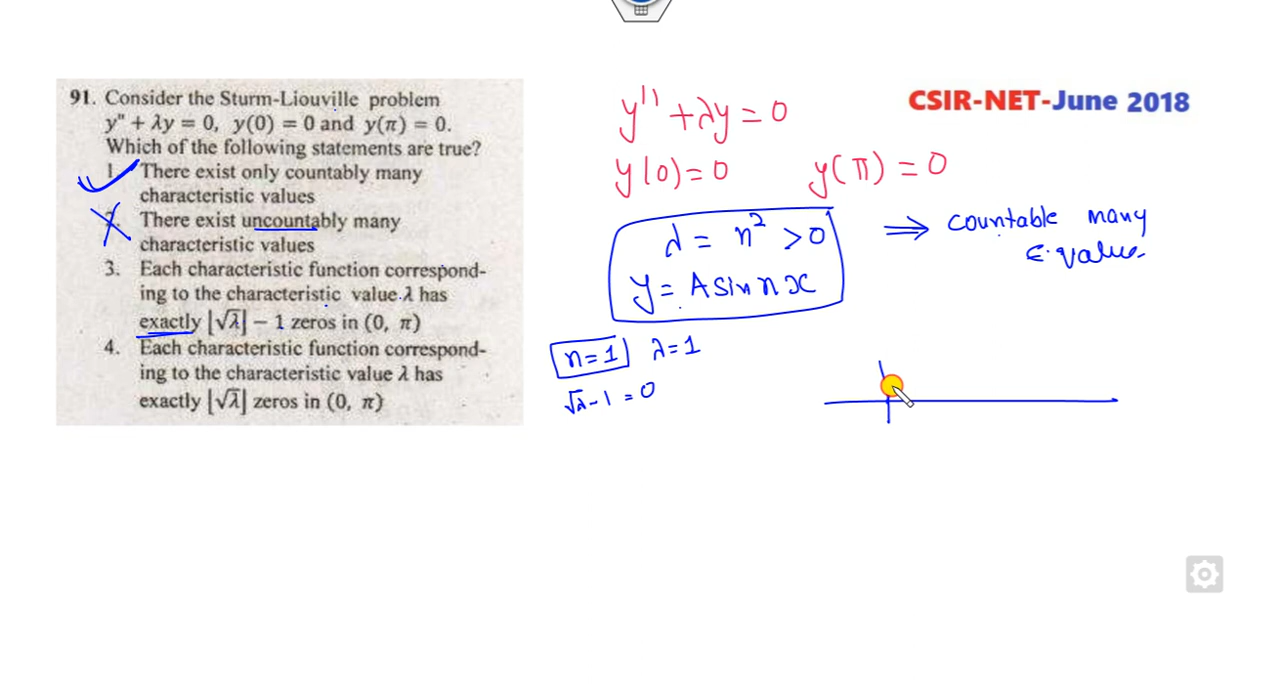 91. Consider the Sturm-Liouville problem
y" + λy = 0, y(0) = 0 and y(π) = 0.
Which of the following statements are true?
1. There exist only countably many
characteristic values
2. There exist uncountably many
characteristic values
3. Each characteristic function correspond-
ing to the characteristic value λ has
exactly ⌊√λ⌋ − 1 zeros in (0, π)
4. Each characteristic function correspond-
ing to the characteristic value λ has
exactly ⌊√λ⌋ zeros in (0, π)
CSIR-NET-June 2018
y'' + λy = 0
y(0) = 0 y(π) = 0
λ = n² > 0
y = A sin n x
⇒ countable many
E. value.
n = 1 λ = 1
√λ - 1 = 0